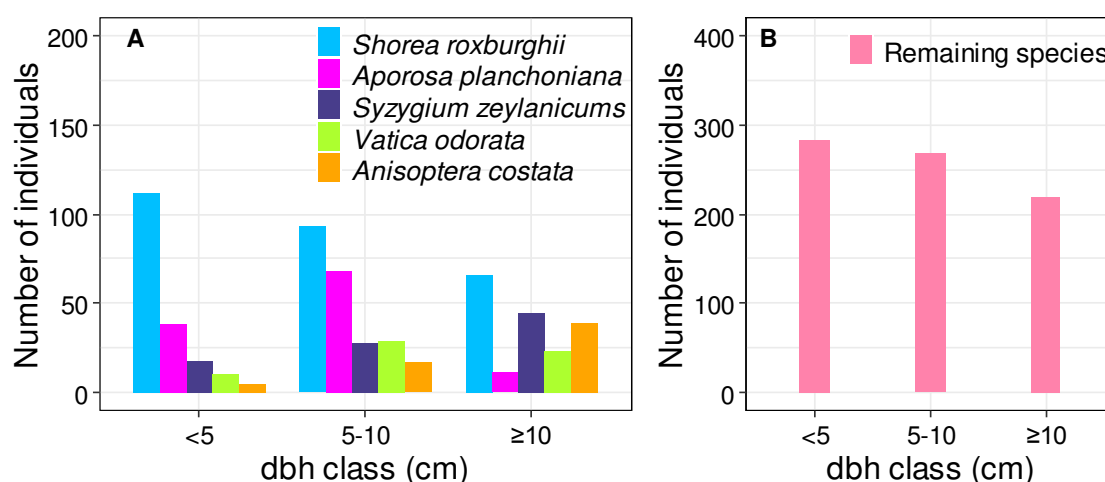 A
Number of individuals
200
150
100
50
0
Shorea roxburghii
Aporosa planchoniana
Syzygium zeylanicums
Vatica odorata
Anisoptera costata
<5
5-10
≥10
dbh class (cm)
B
Number of individuals
400
300
200
100
0
Remaining species
<5
5-10
≥10
dbh class (cm)